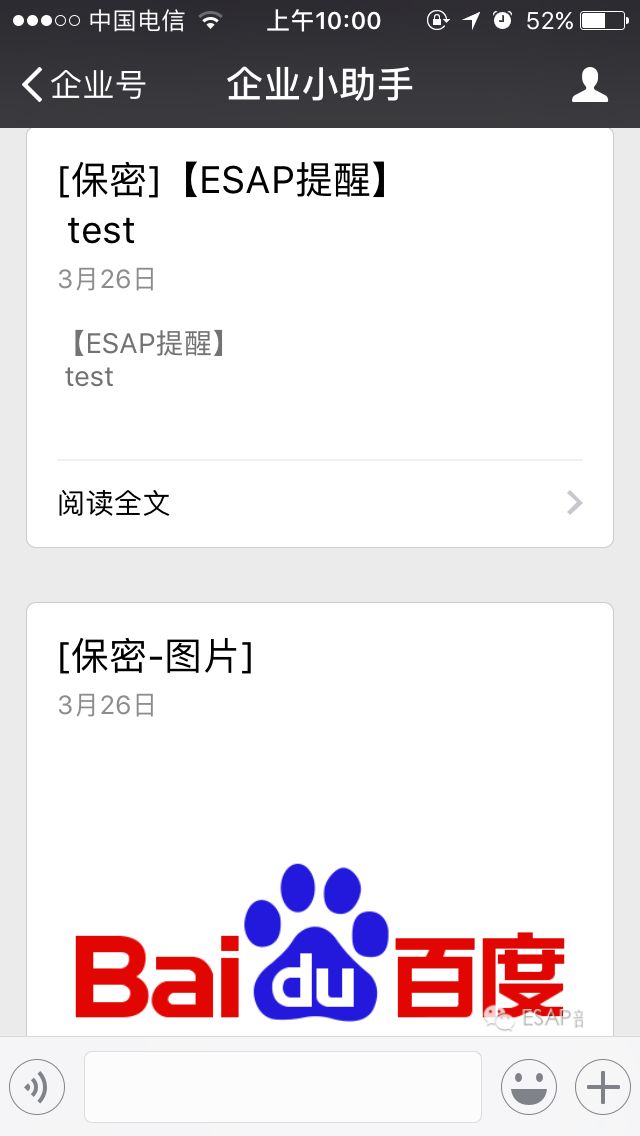 中国电信 上午10:00 52%
企业号 企业小助手
[保密]【ESAP提醒】
test
3月26日
【ESAP提醒】
test
阅读全文
[保密-图片]
3月26日
Bai du 百度
ESAP